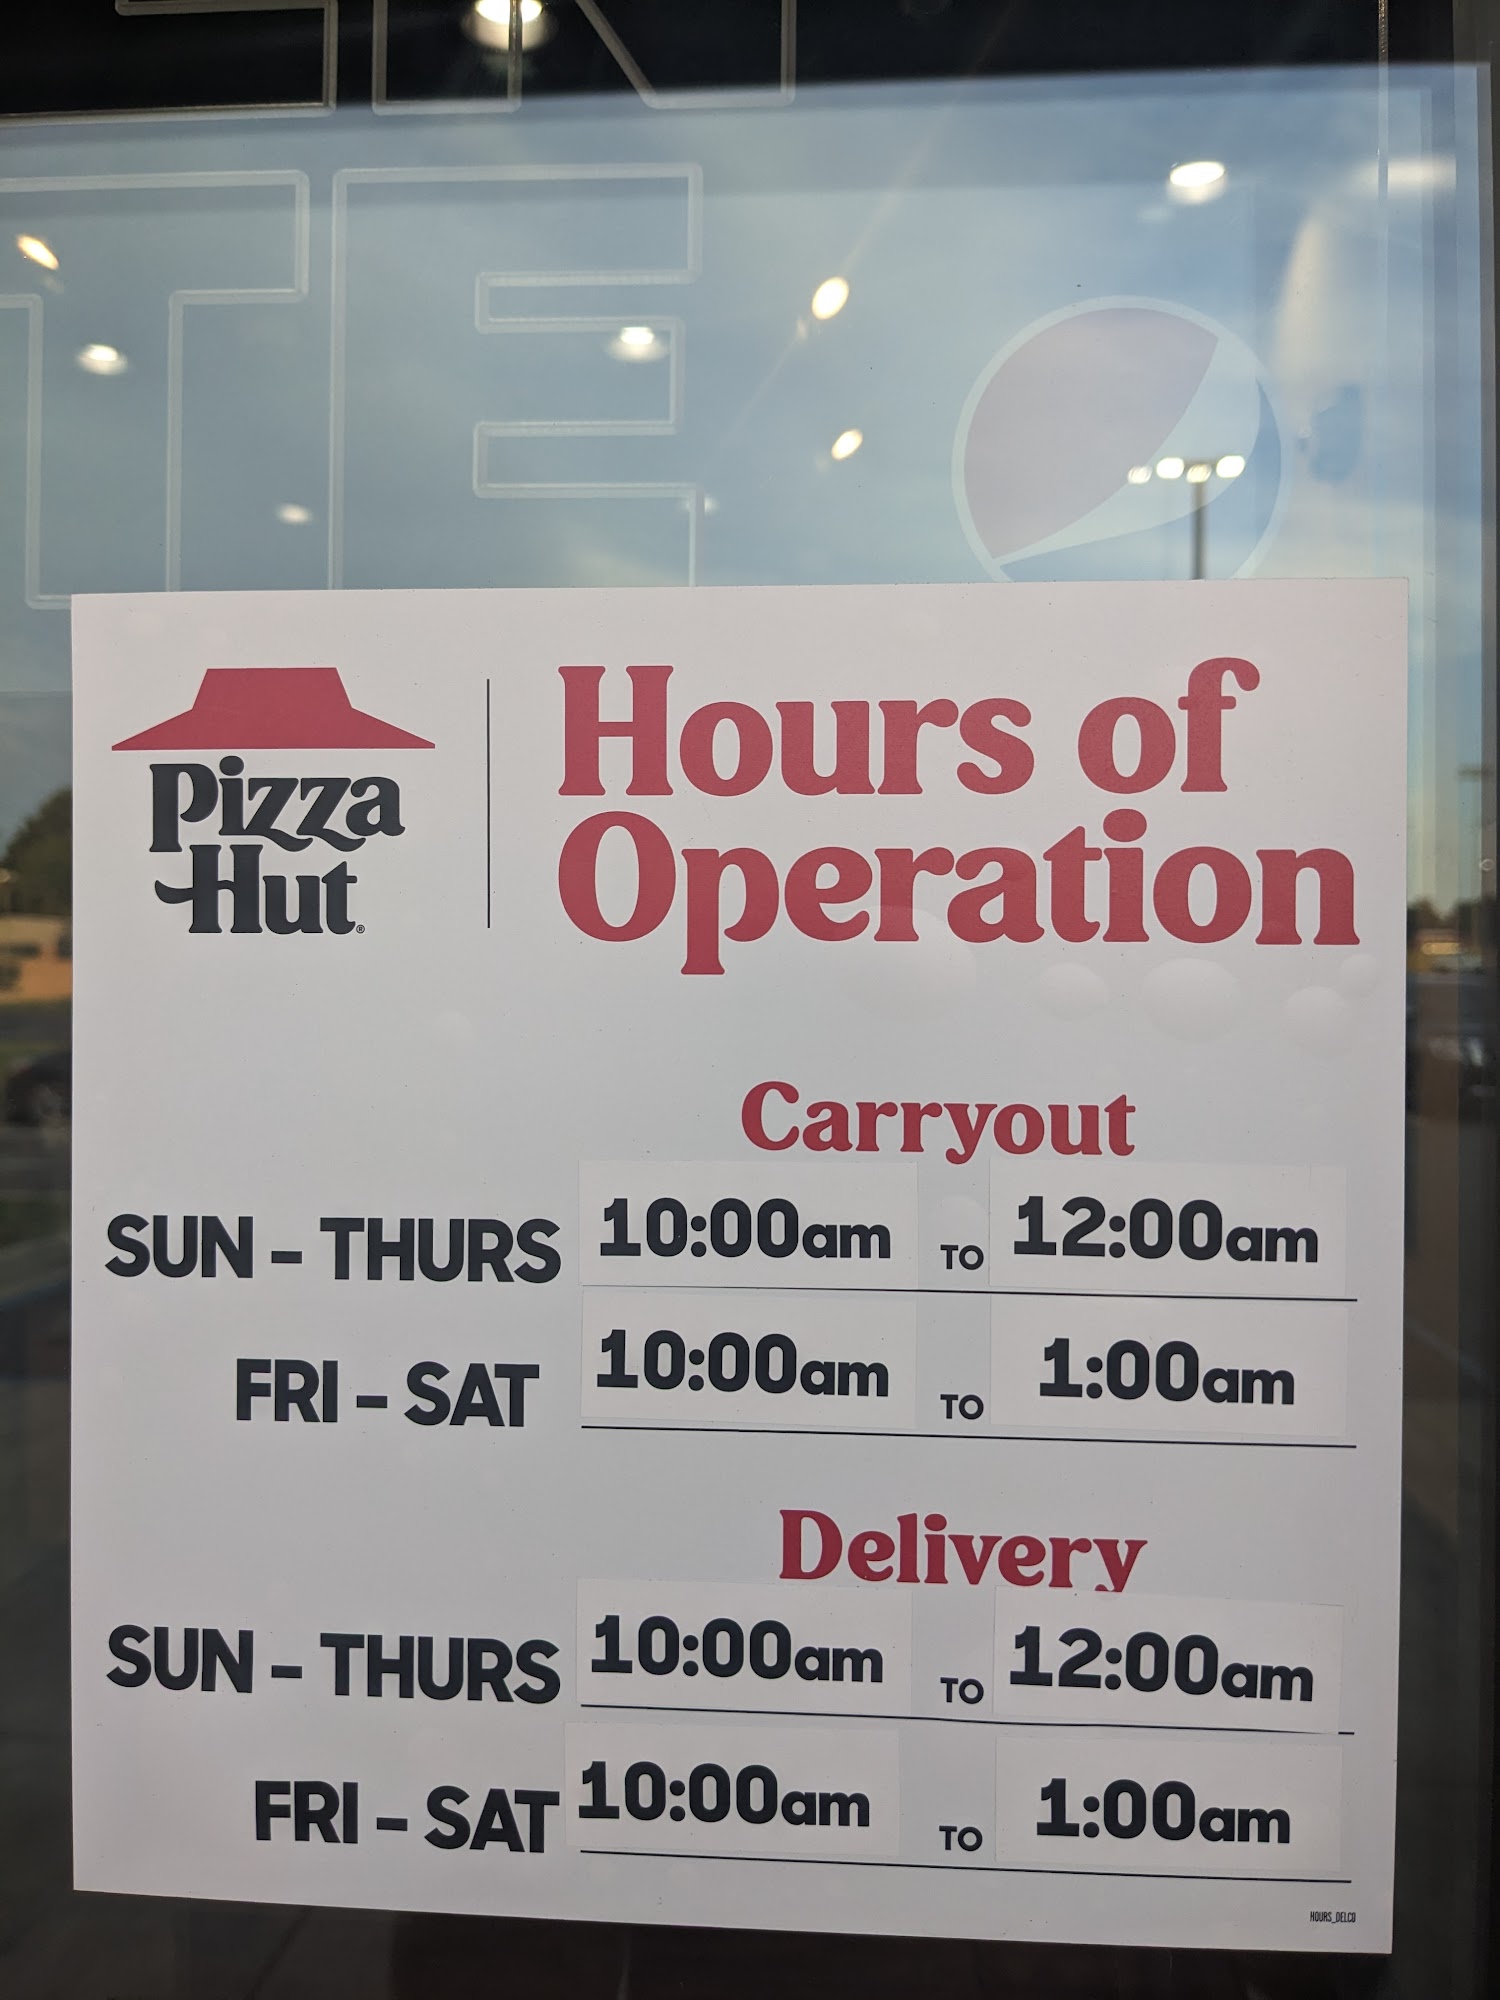 TE
Pizza
Hut®
Hours of
Operation
Carryout
SUN - THURS 10:00am TO 12:00am
FRI - SAT 10:00am TO 1:00am
Delivery
SUN - THURS 10:00am TO 12:00am
FRI - SAT 10:00am TO 1:00am
HOURS_DELCO